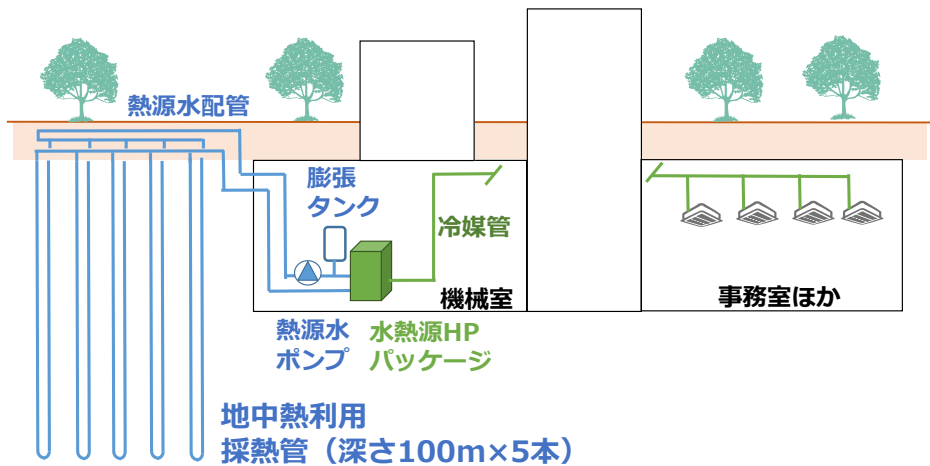 熱源水配管
膨張
タンク
冷媒管
機械室
事務室ほか
熱源水
ポンプ
水熱源HP
パッケージ
地中熱利用
採熱管（深さ100m×5本）